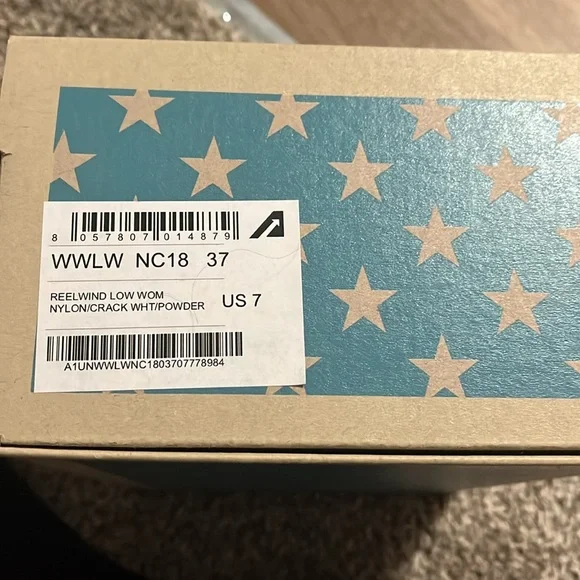 8 057807 014879
WWLW NC18 37
REELWIND LOW WOM
NYLON/CRACK WHT/POWDER
US 7
A1UNWWLWNC1803707778984